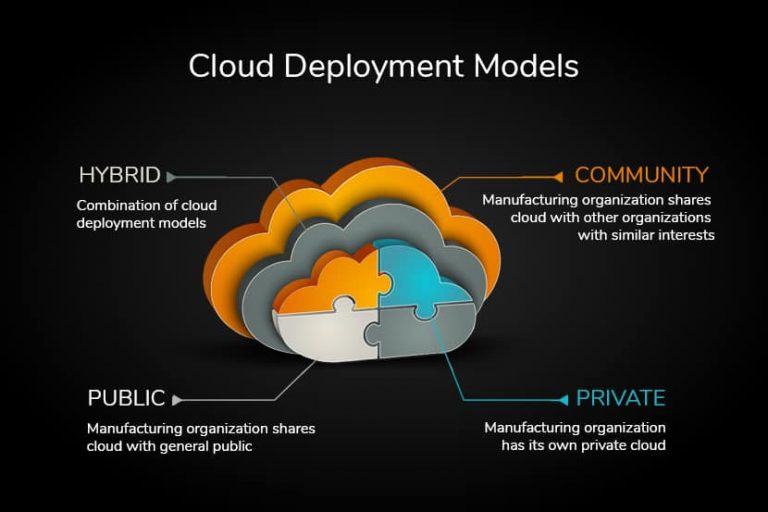 Cloud Deployment Models
HYBRID
Combination of cloud
deployment models
COMMUNITY
Manufacturing organization shares
cloud with other organizations
with similar interests
PUBLIC
Manufacturing organization shares
cloud with general public
PRIVATE
Manufacturing organization
has its own private cloud